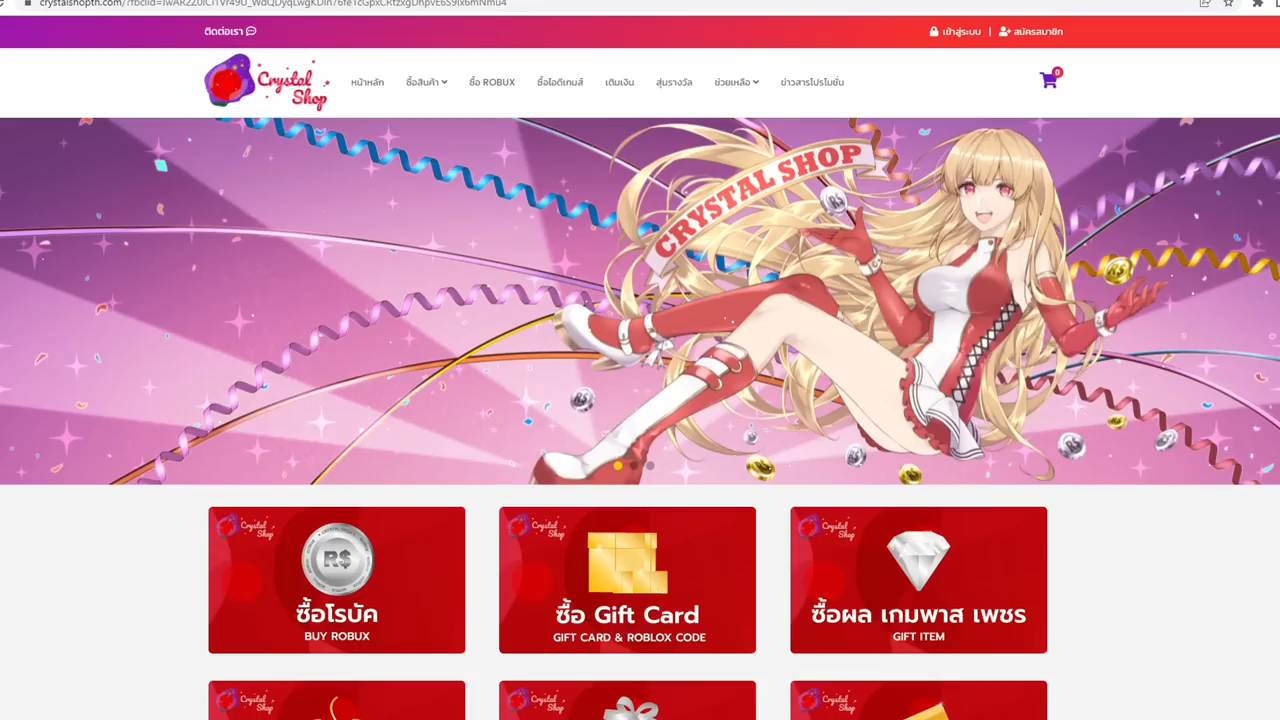 crystalshopth.com/?fbclid=IwAR2
ติดต่อเรา
เข้าสู่ระบบ | สมัครสมาชิก
Crystal Shop
หน้าหลัก ซื้อสินค้า ซื้อ ROBUX ซื้อไอดีเกมส์ เติมเงิน สุ่มรางวัล ช่วยเหลือ ข่าวสารโปรโมชั่น
0
CRYSTAL SHOP
Crystal Shop
R$
ซื้อโรบัค
BUY ROBUX
Crystal Shop
ซื้อ Gift Card
GIFT CARD & ROBLOX CODE
Crystal Shop
ซื้อผล เกมพาส เพชร
GIFT ITEM
Crystal Shop
Crystal Shop
Crystal Shop